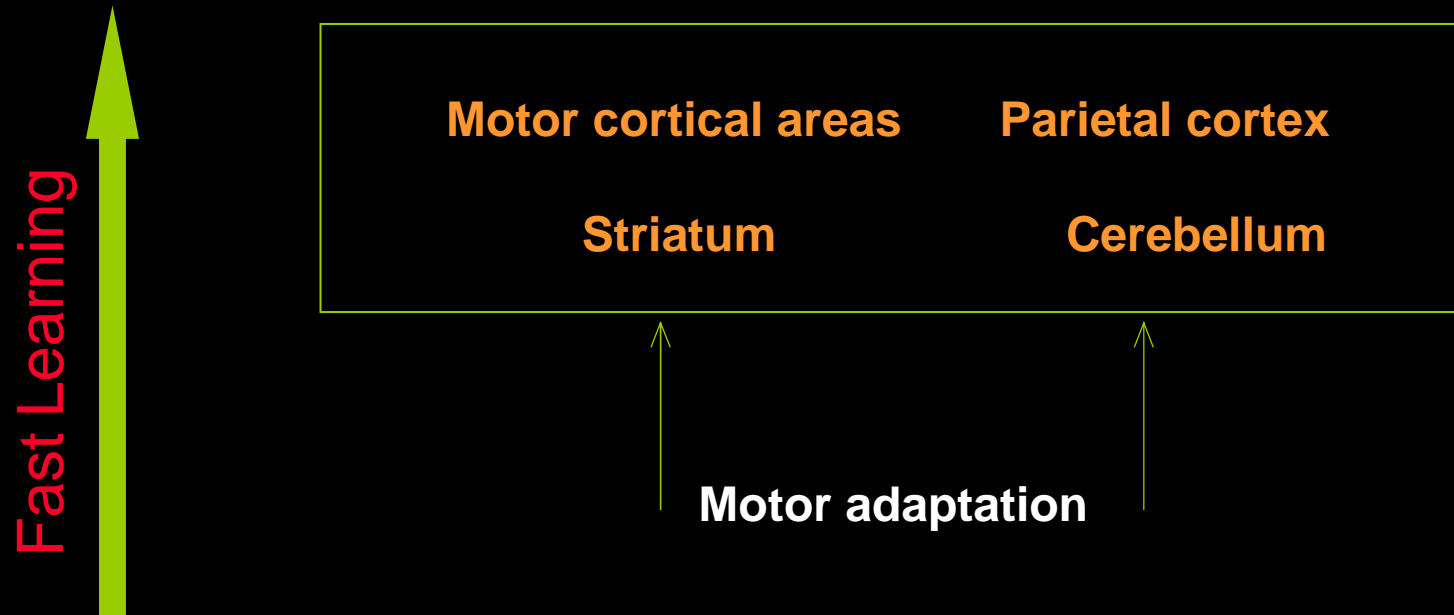 Fast Learning
Motor cortical areas Parietal cortex
Striatum Cerebellum
Motor adaptation